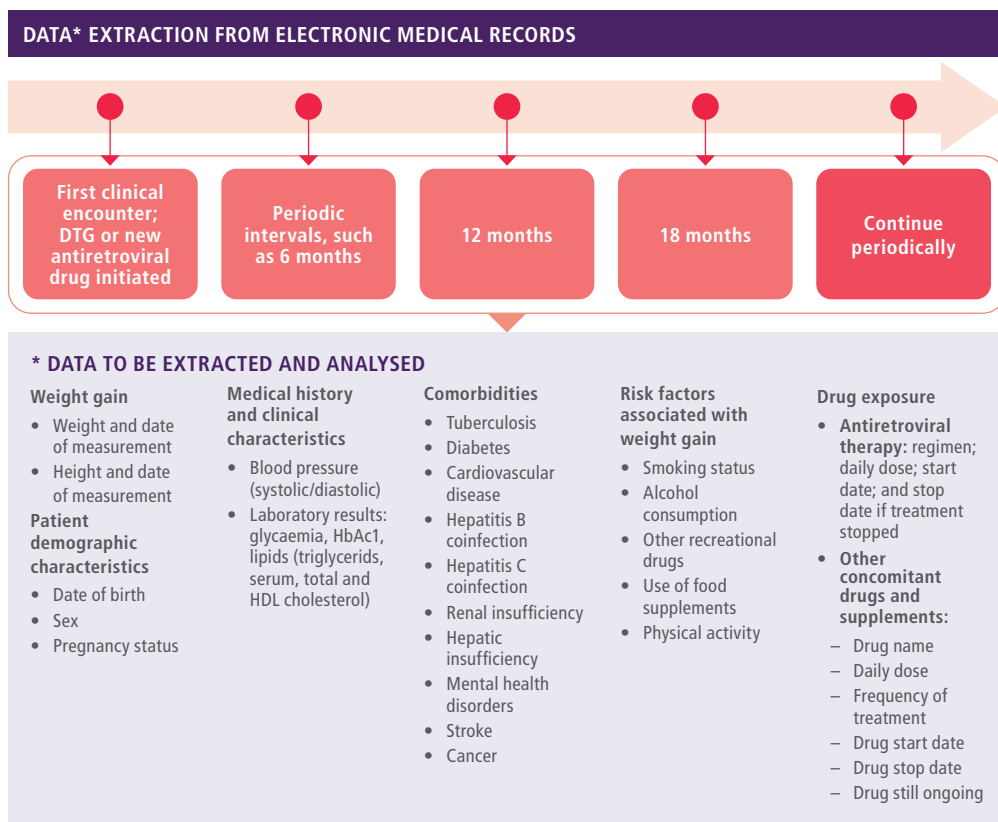 DATA* EXTRACTION FROM ELECTRONIC MEDICAL RECORDS
First clinical
encounter;
DTG or new
antiretroviral
drug initiated
Periodic
intervals, such
as 6 months
12 months
18 months
Continue
periodically
* DATA TO BE EXTRACTED AND ANALYSED
Weight gain
• Weight and date
of measurement
• Height and date
of measurement
Patient
demographic
characteristics
• Date of birth
• Sex
• Pregnancy status
Medical history
and clinical
characteristics
• Blood pressure
(systolic/diastolic)
• Laboratory results:
glycaemia, HbAc1,
lipids (triglycerids,
serum, total and
HDL cholesterol)
Comorbidities
• Tuberculosis
• Diabetes
• Cardiovascular
disease
• Hepatitis B
coinfection
• Hepatitis C
coinfection
• Renal insufficiency
• Hepatic
insufficiency
• Mental health
disorders
• Stroke
• Cancer
Risk factors
associated with
weight gain
• Smoking status
• Alcohol
consumption
• Other recreational
drugs
• Use of food
supplements
• Physical activity
Drug exposure
• Antiretroviral
therapy: regimen;
daily dose; start
date; and stop
date if treatment
stopped
• Other
concomitant
drugs and
supplements:
– Drug name
– Daily dose
– Frequency of
treatment
– Drug start date
– Drug stop date
– Drug still ongoing